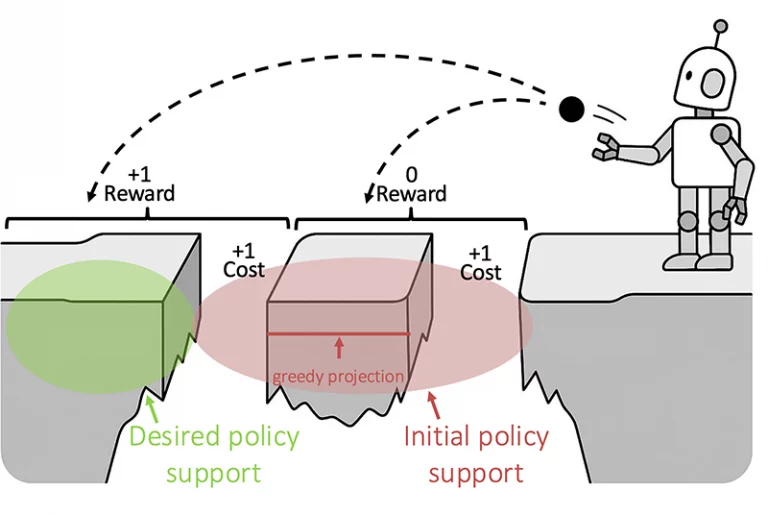 +1
Reward
0
Reward
+1
Cost
+1
Cost
greedy projection
Desired policy
support
Initial policy
support